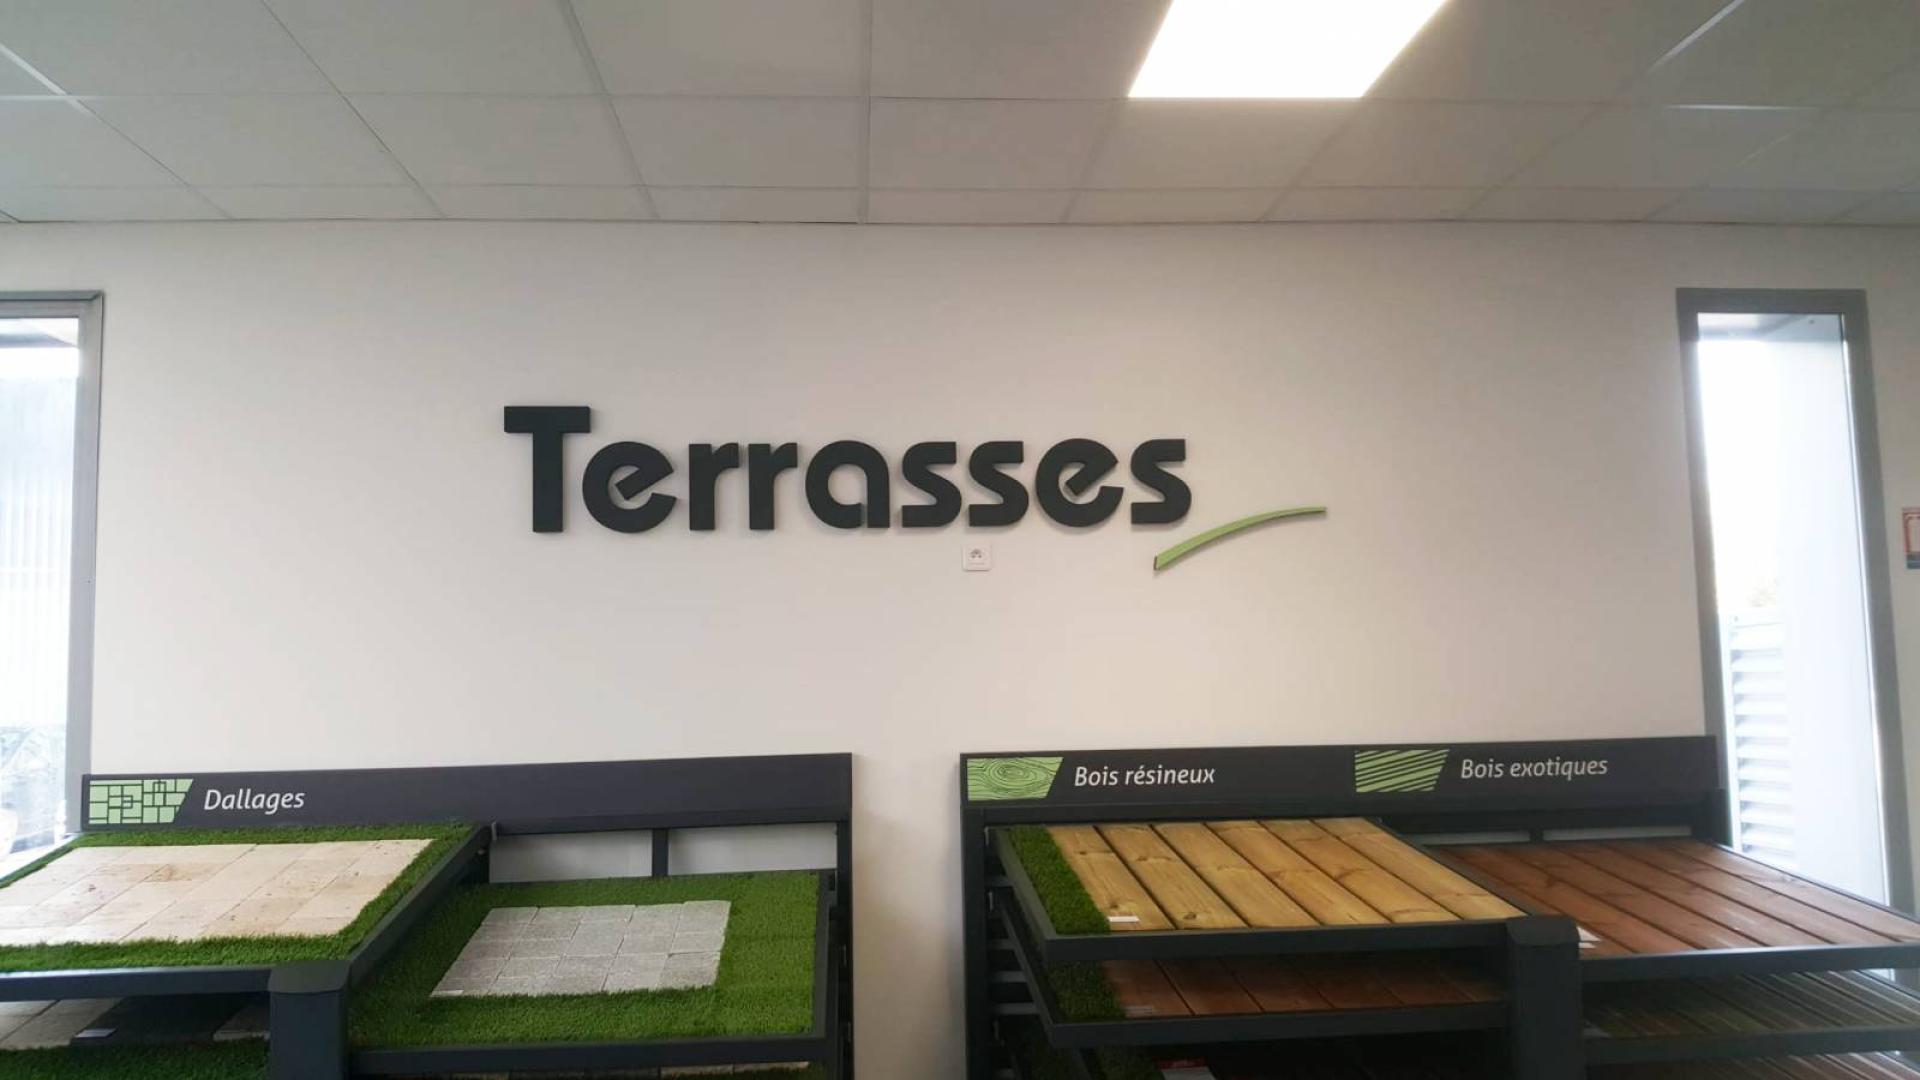 Terrasses
Dallages
Bois résineux
Bois exotiques